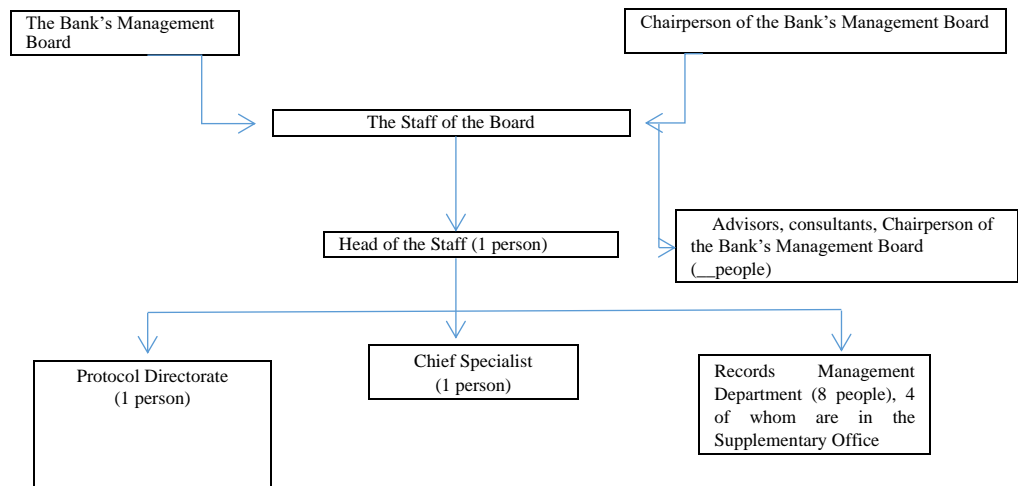 The Bank’s Management
Board
Chairperson of the Bank’s Management Board
The Staff of the Board
Head of the Staff (1 person)
Advisors, consultants, Chairperson of
the Bank’s Management Board
(__people)
Protocol Directorate
(1 person)
Chief Specialist
(1 person)
Records Management
Department (8 people), 4
of whom are in the
Supplementary Office